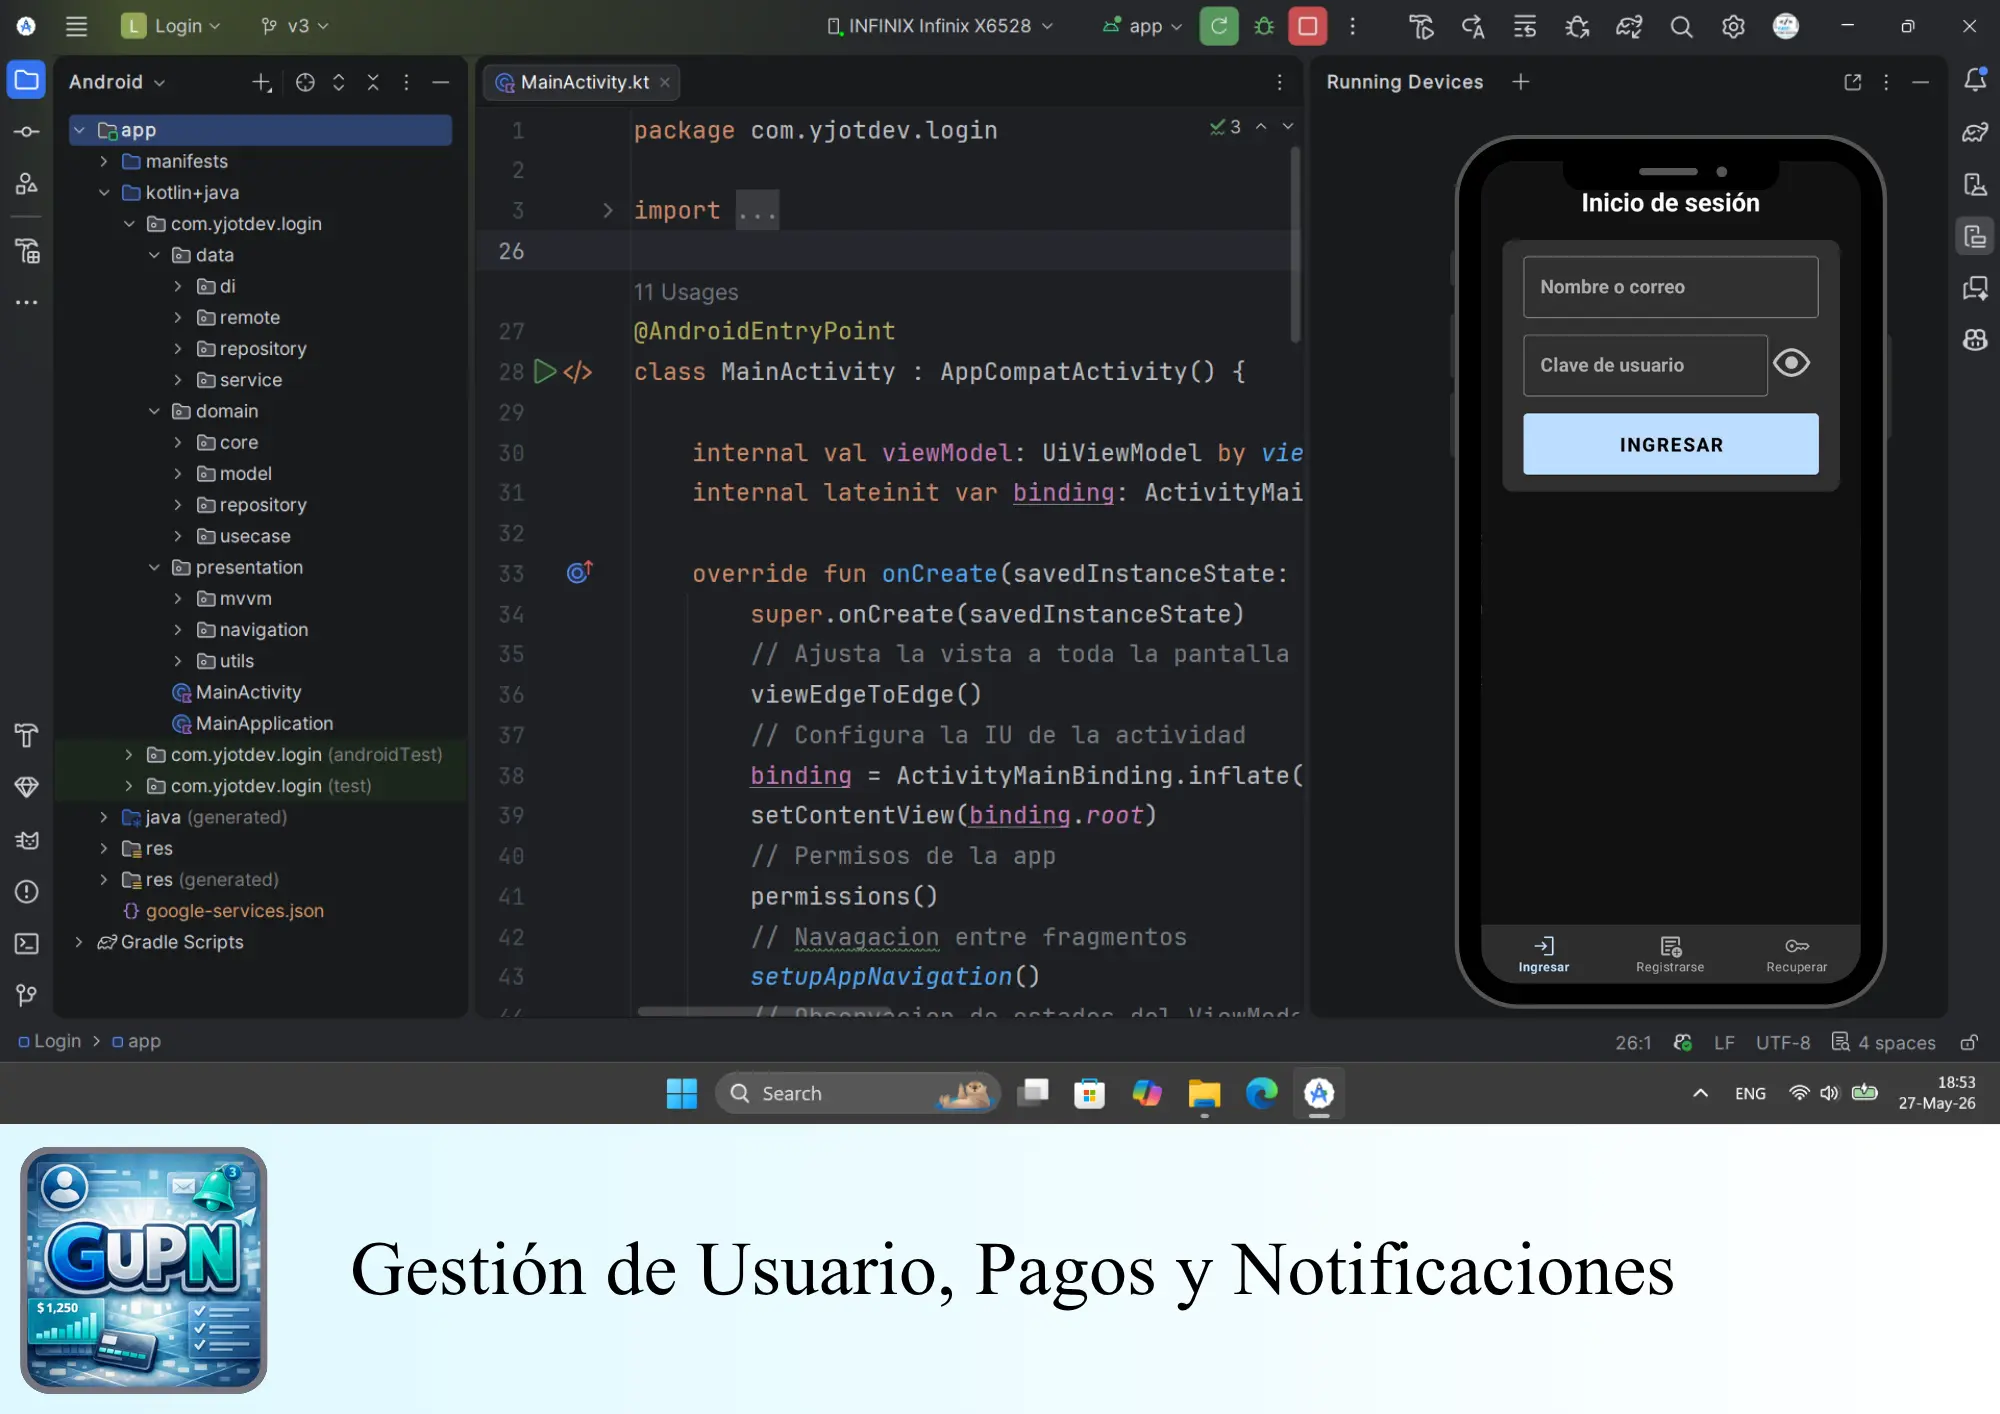 L Login v3 INFINIX Infinix X6528 app
Android
MainActivity.kt
Running Devices
app
manifests
kotlin+java
com.yjotdev.login
data
di
remote
repository
service
domain
core
model
repository
usecase
presentation
mvvm
navigation
utils
MainActivity
MainApplication
com.yjotdev.login (androidTest)
com.yjotdev.login (test)
java (generated)
res
res (generated)
{} google-services.json
Gradle Scripts
3
1 package com.yjotdev.login
2
3 import ...
26
11 Usages
27 @AndroidEntryPoint
28 class MainActivity : AppCompatActivity() {
29
30 internal val viewModel: UiViewModel by vie
31 internal lateinit var binding: ActivityMai
32
33 override fun onCreate(savedInstanceState:
34 super.onCreate(savedInstanceState)
35 // Ajusta la vista a toda la pantalla
36 viewEdgeToEdge()
37 // Configura la IU de la actividad
38 binding = ActivityMainBinding.inflate(
39 setContentView(binding.root)
40 // Permisos de la app
41 permissions()
42 // Navagacion entre fragmentos
43 setupAppNavigation()
44 // Observacion de estados del ViewMode
Inicio de sesión
Nombre o correo
Clave de usuario
INGRESAR
Ingresar Registrarse Recuperar
Login > app
26:1 LF UTF-8 4 spaces
Search
ENG
18:53
27-May-26
3
GUPN
$1,250
Gestión de Usuario, Pagos y Notificaciones